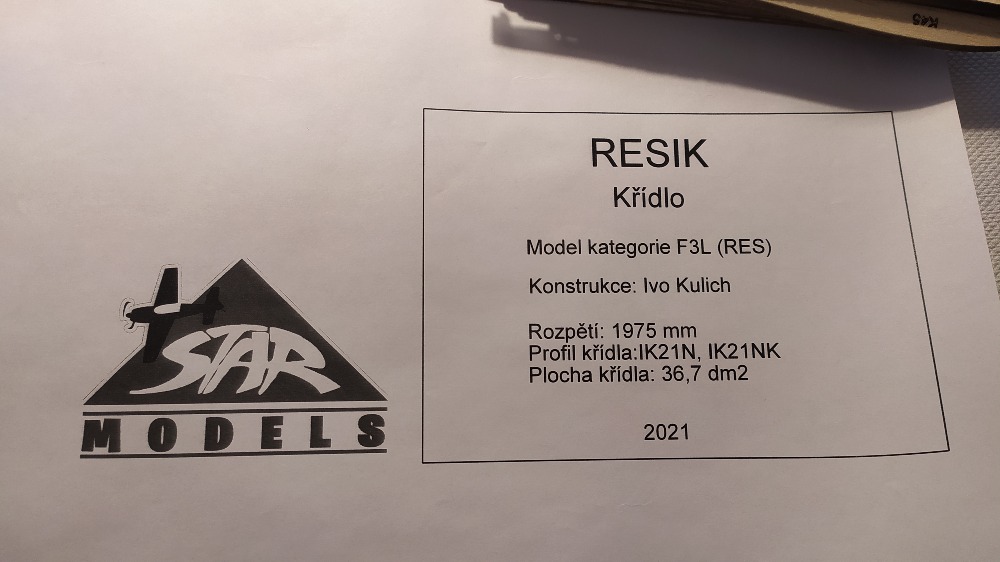 K45
RESIK
Křídlo
Model kategorie F3L (RES)
Konstrukce: Ivo Kulich
Rozpětí: 1975 mm
Profil křídla:IK21N, IK21NK
Plocha křídla: 36,7 dm2
2021
STAR
MODELS